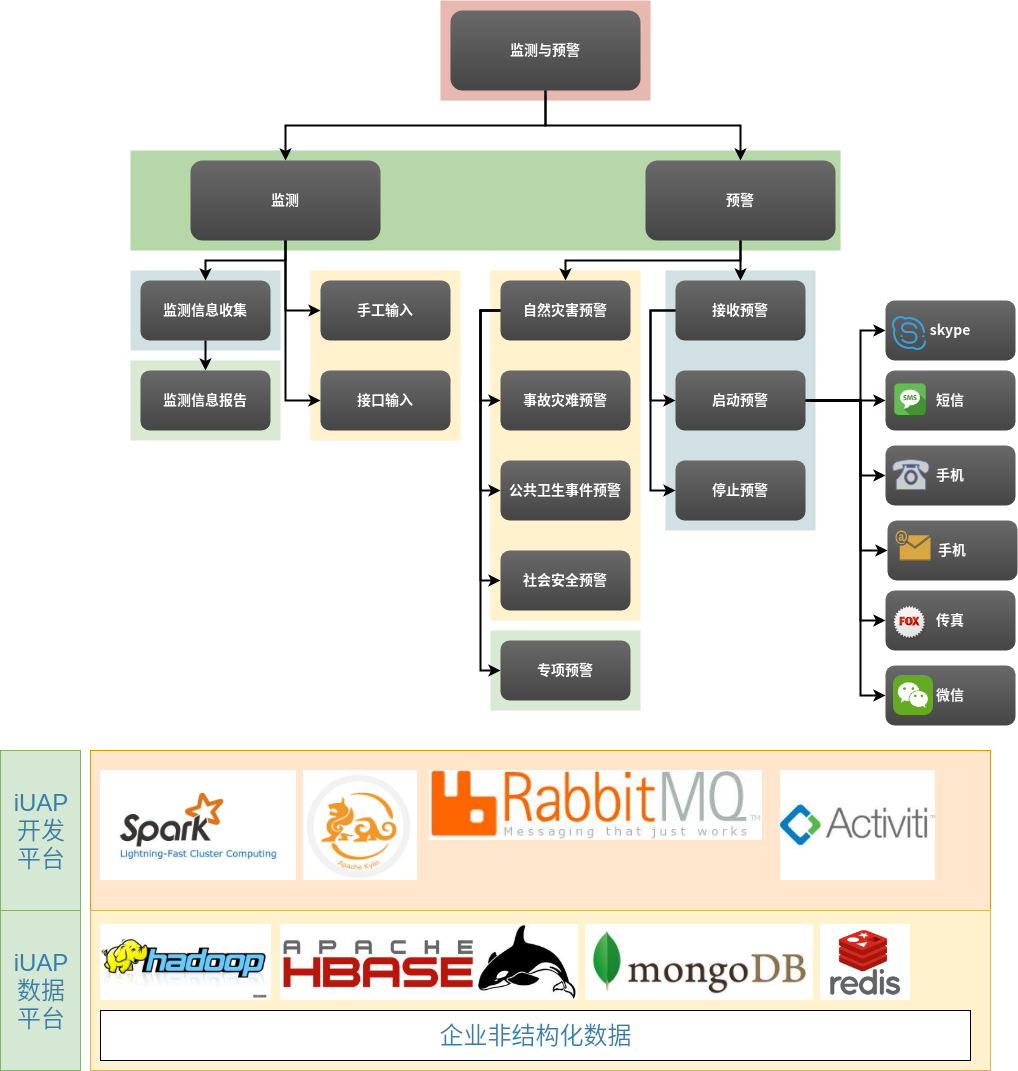 监测与预警
监测
预警
监测信息收集
手工输入
自然灾害预警
接收预警
skype
监测信息报告
接口输入
事故灾难预警
启动预警
SMS
短信
手机
公共卫生事件预警
停止预警
@
手机
社会安全预警
FOX
传真
专项预警
微信
iUAP
开发
平台
Spark
Lightning-Fast Cluster Computing
Apache Kylin
RabbitMQ TM
Messaging that just works
Activiti
iUAP
数据
平台
hadoop
APACHE
HBASE
mongoDB
redis
企业非结构化数据